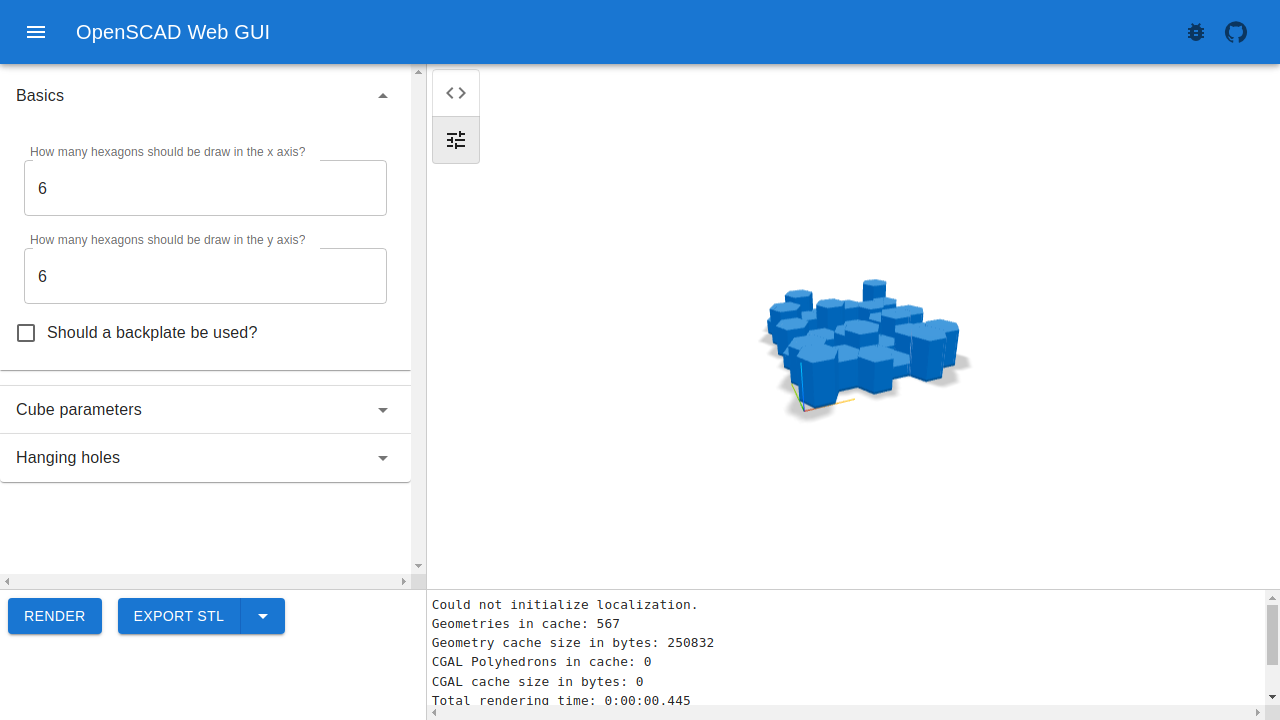 OpenSCAD Web GUI
Basics
How many hexagons should be draw in the x axis?
6
How many hexagons should be draw in the y axis?
6
Should a backplate be used?
Cube parameters
Hanging holes
RENDER
EXPORT STL
Could not initialize localization.
Geometries in cache: 567
Geometry cache size in bytes: 250832
CGAL Polyhedrons in cache: 0
CGAL cache size in bytes: 0
Total rendering time: 0:00:00.445